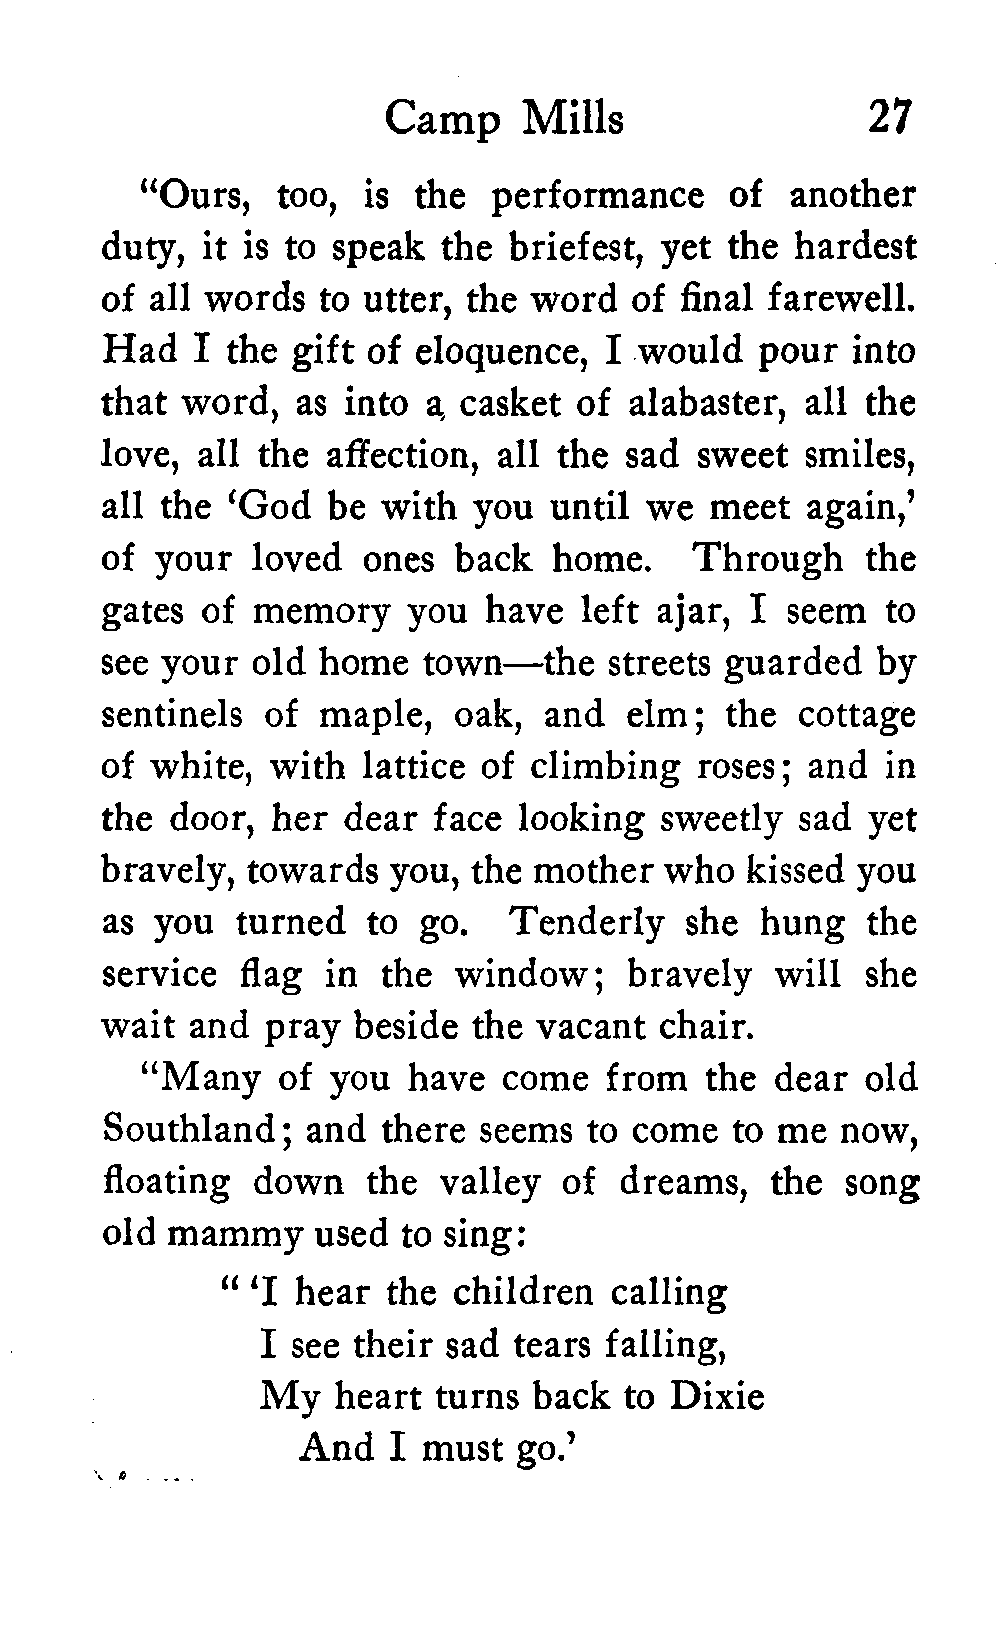 Camp Mills 27
"Ours, too, is the performance of another
duty, it is to speak the briefest, yet the hardest
of all words to utter, the word of final farewell.
Had I the gift of eloquence, I would pour into
that word, as into a casket of alabaster, all the
love, all the affection, all the sad sweet smiles,
all the 'God be with you until we meet again,'
of your loved ones back home. Through the
gates of memory you have left ajar, I seem to
see your old home town—the streets guarded by
sentinels of maple, oak, and elm; the cottage
of white, with lattice of climbing roses; and in
the door, her dear face looking sweetly sad yet
bravely, towards you, the mother who kissed you
as you turned to go. Tenderly she hung the
service flag in the window; bravely will she
wait and pray beside the vacant chair.
"Many of you have come from the dear old
Southland; and there seems to come to me now,
floating down the valley of dreams, the song
old mammy used to sing:
" 'I hear the children calling
I see their sad tears falling,
My heart turns back to Dixie
And I must go.'